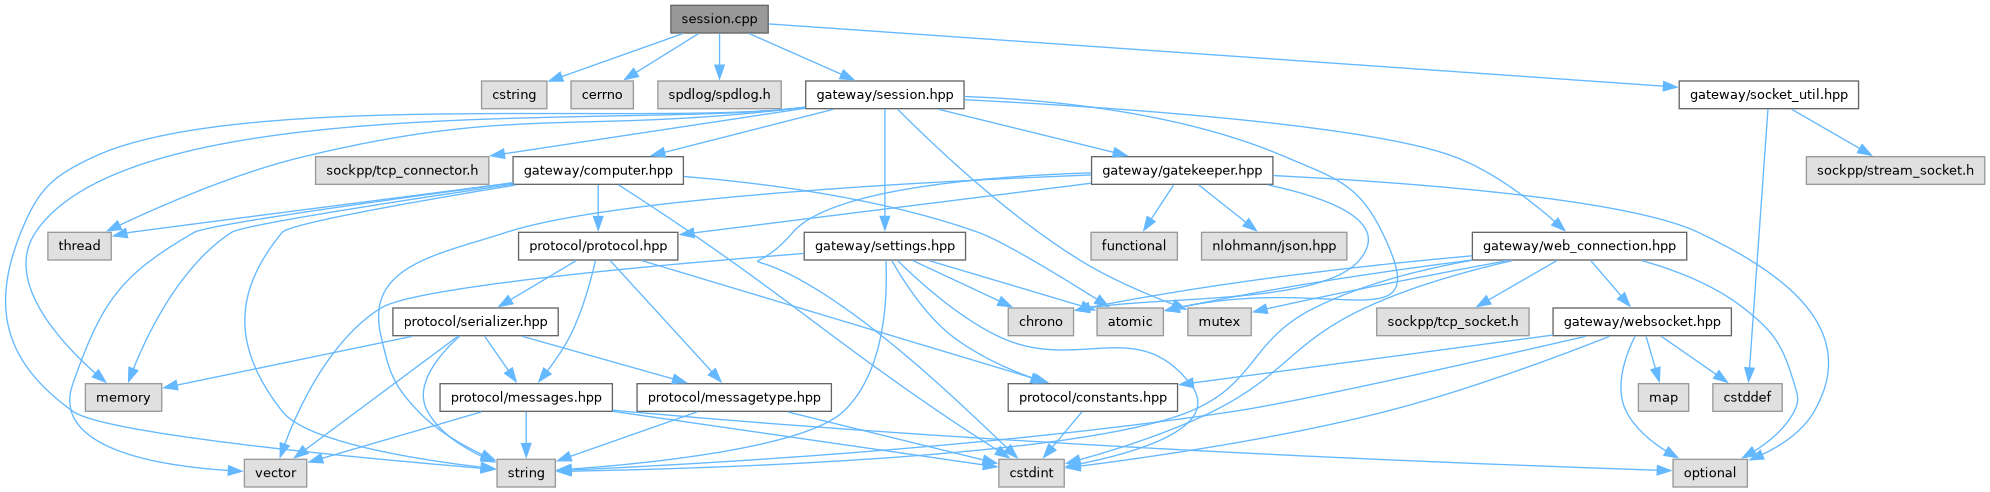 session.cpp
cstring
cerrno
spdlog/spdlog.h
gateway/session.hpp
gateway/socket_util.hpp
sockpp/tcp_connector.h
gateway/computer.hpp
gateway/gatekeeper.hpp
sockpp/stream_socket.h
thread
protocol/protocol.hpp
gateway/settings.hpp
functional
nlohmann/json.hpp
gateway/web_connection.hpp
protocol/serializer.hpp
chrono
atomic
mutex
sockpp/tcp_socket.h
gateway/websocket.hpp
memory
protocol/messages.hpp
protocol/messagetype.hpp
protocol/constants.hpp
map
cstddef
vector
string
cstdint
optional